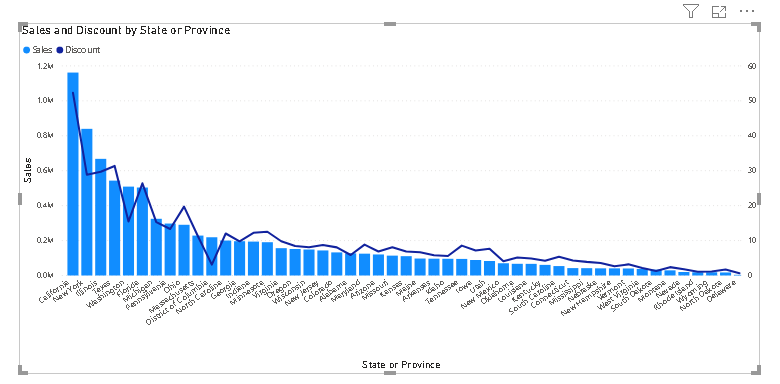 Sales and Discount by State or Province
Sales Discount
1.2M 60
1.0M 50
0.8M 40
0.6M 30
0.4M 20
0.2M 10
0.0M 0
Sales
California
New York
Illinois
Texas
Washington
Florida
Michigan
Pennsylvania
Ohio
Massachusetts
District of Columbia
North Carolina
Georgia
Indiana
Minnesota
Virginia
Oregon
Wisconsin
New Jersey
Colorado
Alabama
Maryland
Arizona
Missouri
Kansas
Maine
Arkansas
Idaho
Tennessee
Iowa
Utah
New Mexico
Oklahoma
Louisiana
Kentucky
South Carolina
Connecticut
Mississippi
Nebraska
New Hampshire
Vermont
West Virginia
South Dakota
Montana
Nevada
Rhode Island
Wyoming
North Dakota
Delaware
State or Province